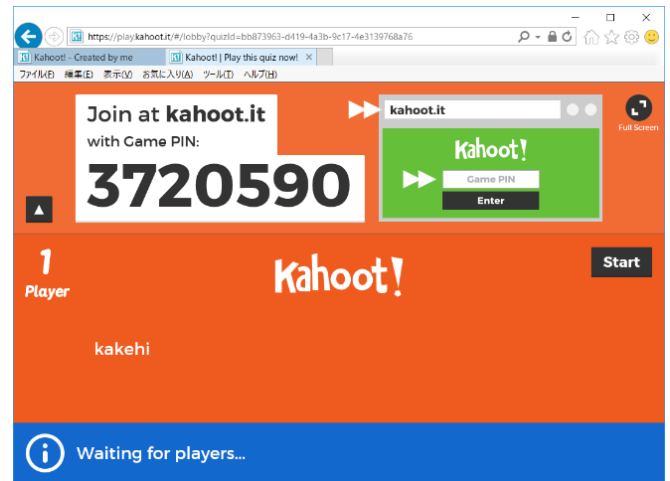 https://play.kahoot.it/#/lobby?quizId=bb873963-d419-4a3b-9c17-4e3139768a76
Kahoot! - Created by me
Kahoot! | Play this quiz now!
ファイル(F) 編集(E) 表示(V) お気に入り(A) ツール(T) ヘルプ(H)
Join at kahoot.it
with Game PIN:
3720590
kahoot.it
Kahoot!
Game PIN
Enter
Full Screen
1
Player
Kahoot!
Start
kakehi
Waiting for players...